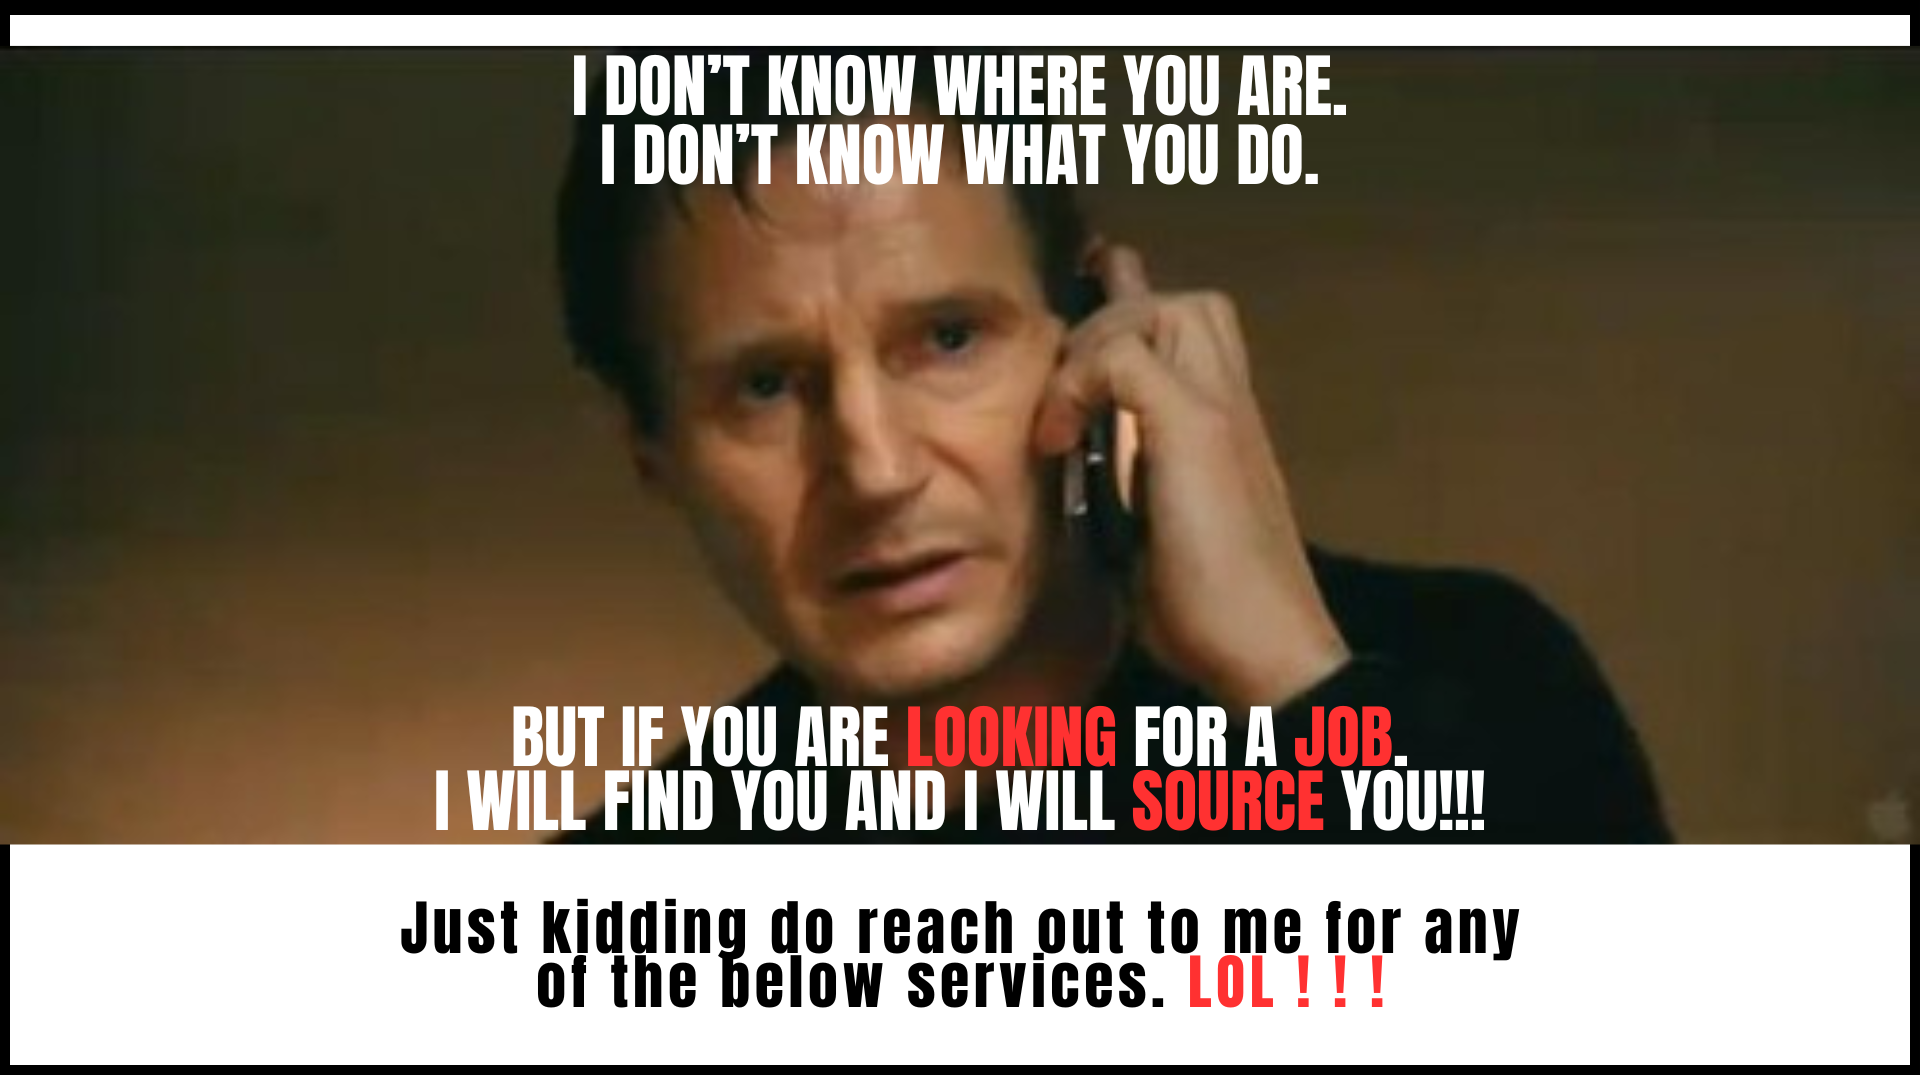 I DON’T KNOW WHERE YOU ARE.
I DON’T KNOW WHAT YOU DO.
BUT IF YOU ARE LOOKING FOR A JOB.
I WILL FIND YOU AND I WILL SOURCE YOU!!!
Just kidding do reach out to me for any
of the below services. LOL ! ! !